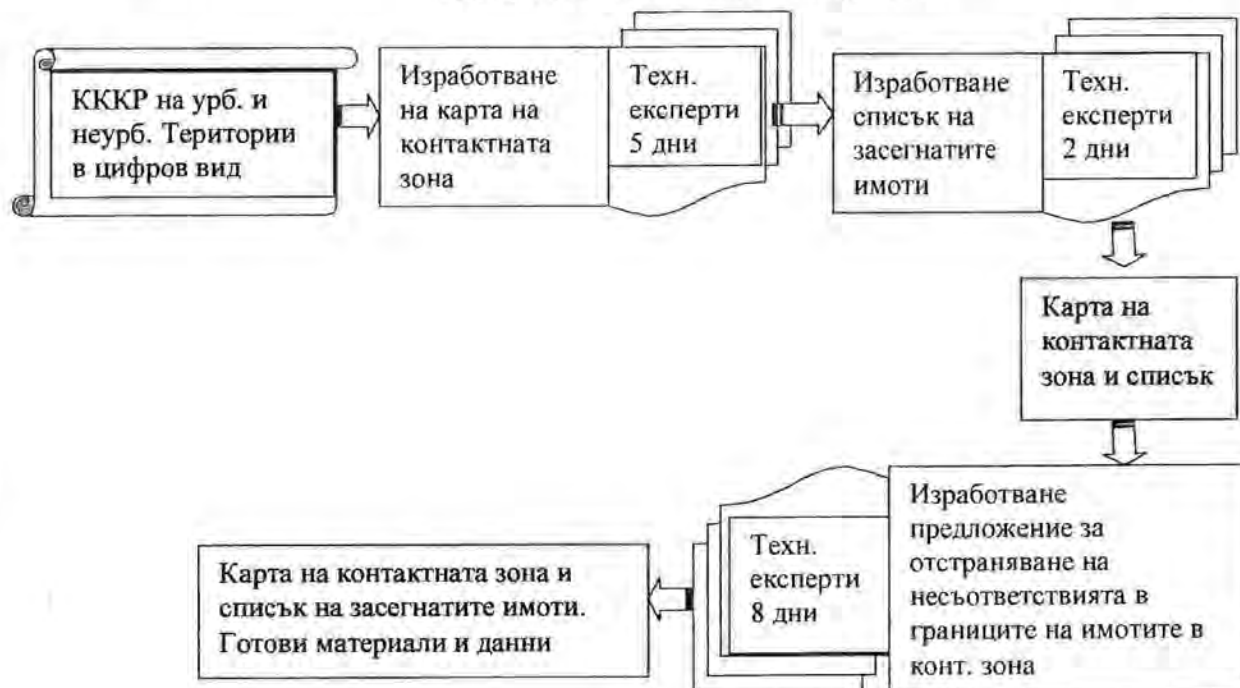 КККР на урб. и
неурб. Територии
в цифров вид
Изработване
на карта на
контактната
зона
Техн.
експерти
5 дни
Изработване
списък на
засегнатите
имоти
Техн.
експерти
2 дни
Карта на
контактната
зона и списък
Изработване
предложение за
отстраняване на
несъответствията в
границите на имотите в
конт. зона
Техн.
експерти
8 дни
Карта на контактната зона и
списък на засегнатите имоти.
Готови материали и данни